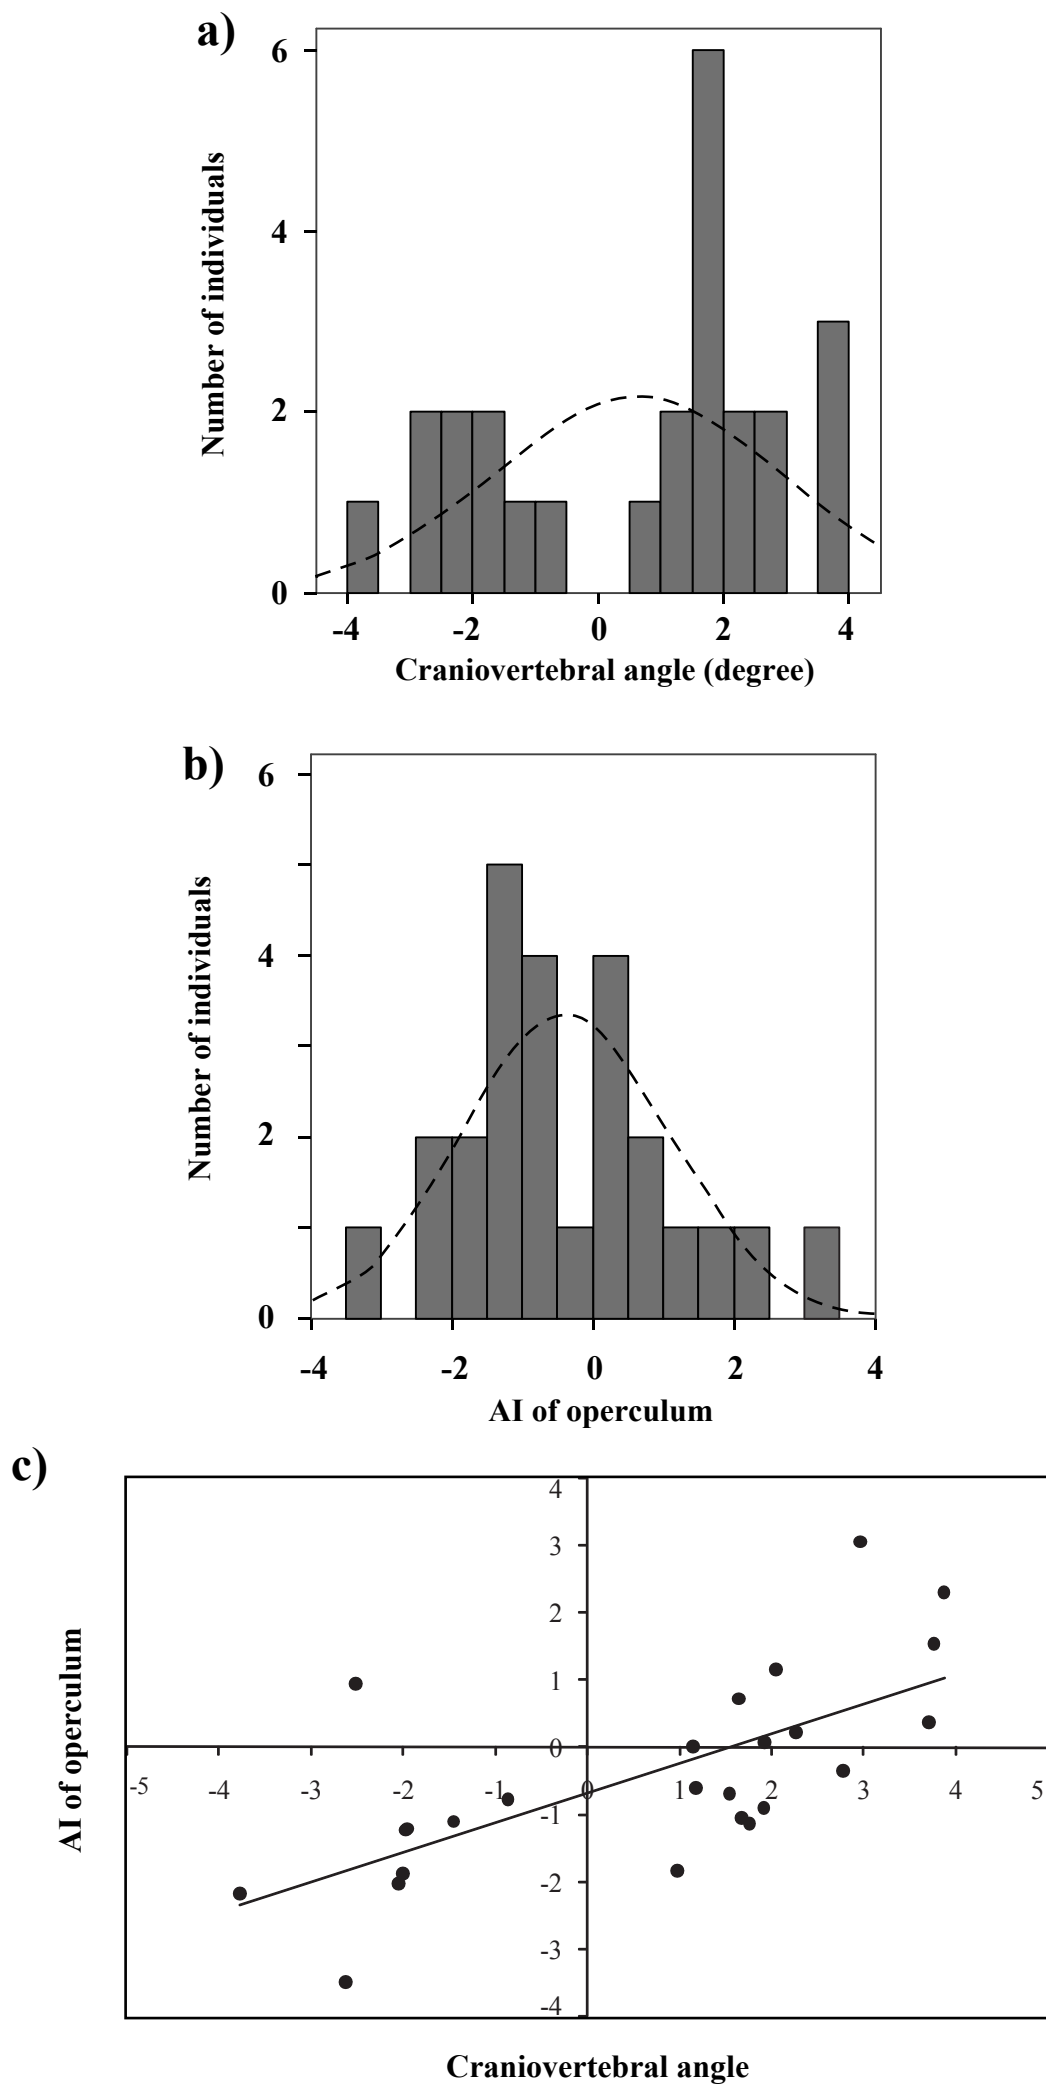 a)
6
4
2
0
Number of individuals
-4 -2 0 2 4
Craniovertebral angle (degree)
b)
6
4
2
0
Number of individuals
-4 -2 0 2 4
AI of operculum
c)
4
3
2
1
0
-5 -4 -3 -2 -1 0 1 2 3 4 5
-1
-2
-3
-4
AI of operculum
Craniovertebral angle